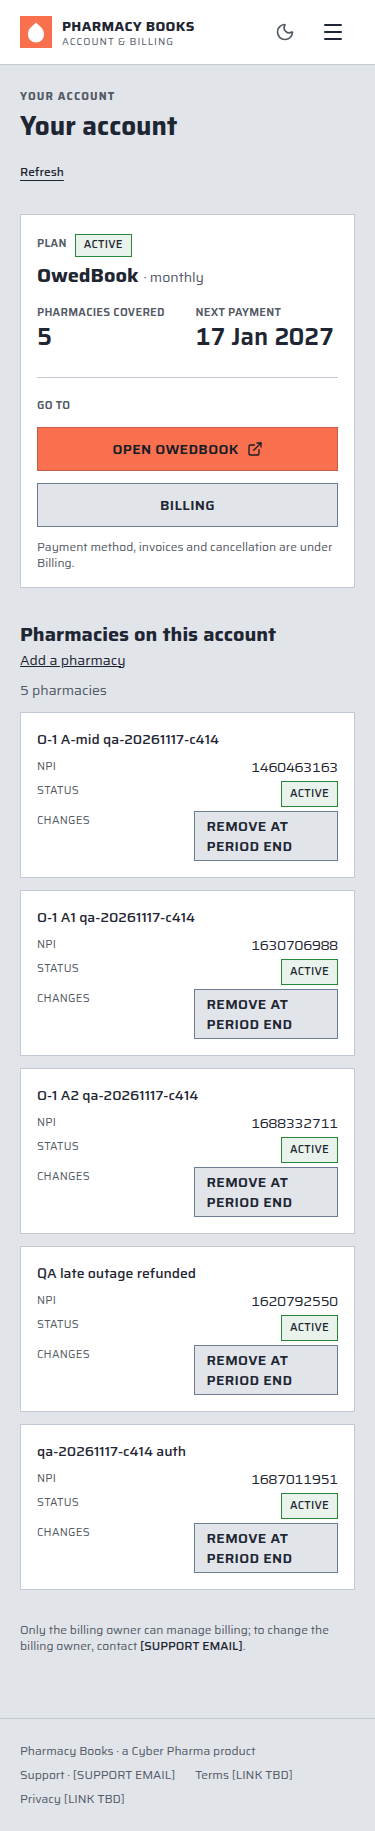 PHARMACY BOOKS
ACCOUNT & BILLING
YOUR ACCOUNT
Your account
Refresh
PLAN ACTIVE
OwedBook · monthly
PHARMACIES COVERED NEXT PAYMENT
5 17 Jan 2027
GO TO
OPEN OWEDBOOK
BILLING
Payment method, invoices and cancellation are under
Billing.
Pharmacies on this account
Add a pharmacy
5 pharmacies
O-1 A-mid qa-20261117-c414
NPI 1460463163
STATUS ACTIVE
CHANGES REMOVE AT
PERIOD END
O-1 A1 qa-20261117-c414
NPI 1630706988
STATUS ACTIVE
CHANGES REMOVE AT
PERIOD END
O-1 A2 qa-20261117-c414
NPI 1688332711
STATUS ACTIVE
CHANGES REMOVE AT
PERIOD END
QA late outage refunded
NPI 1620792550
STATUS ACTIVE
CHANGES REMOVE AT
PERIOD END
qa-20261117-c414 auth
NPI 1687011951
STATUS ACTIVE
CHANGES REMOVE AT
PERIOD END
Only the billing owner can manage billing; to change the
billing owner, contact [SUPPORT EMAIL].
Pharmacy Books · a Cyber Pharma product
Support · [SUPPORT EMAIL] Terms [LINK TBD]
Privacy [LINK TBD]